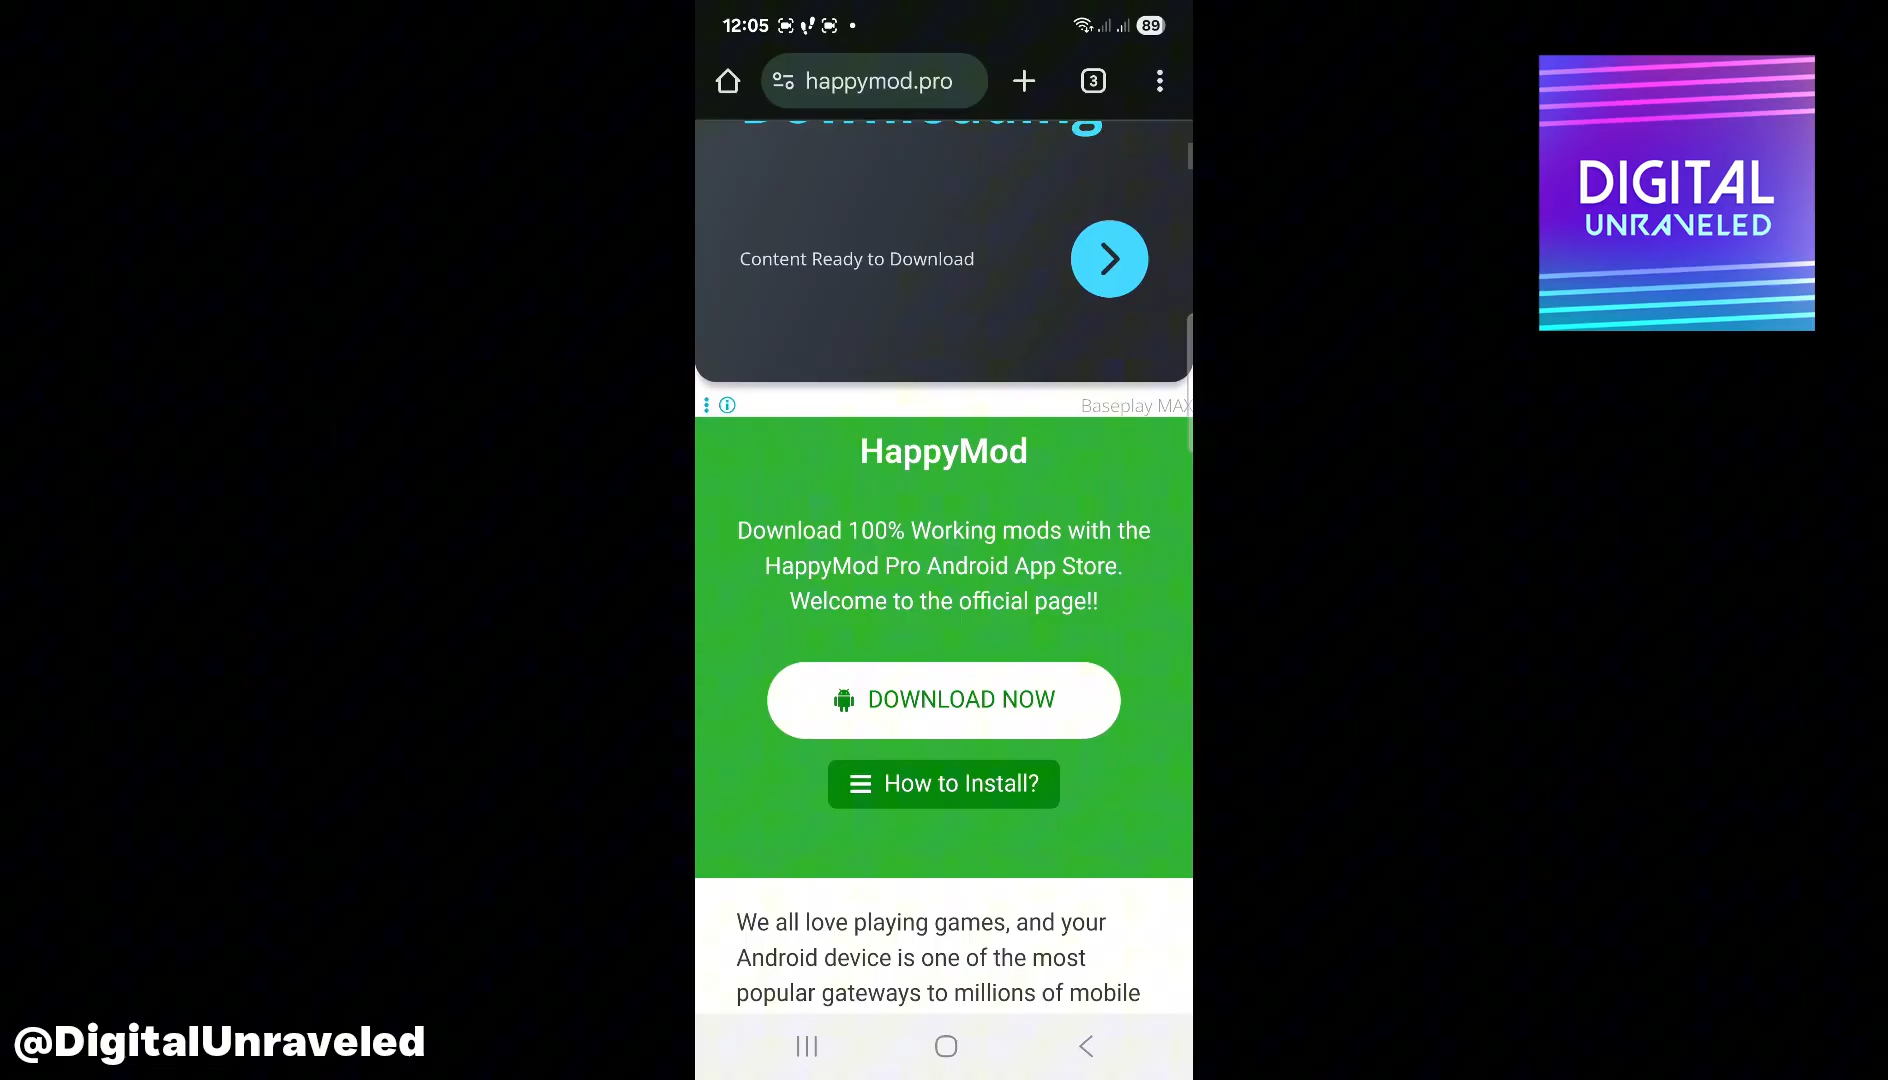 12:05
89
happymod.pro
3
Downloading
Content Ready to Download
Baseplay MAX
HappyMod
Download 100% Working mods with the
HappyMod Pro Android App Store.
Welcome to the official page!!
DOWNLOAD NOW
How to Install?
We all love playing games, and your
Android device is one of the most
popular gateways to millions of mobile
DIGITAL
UNRAVELED
@DigitalUnraveled